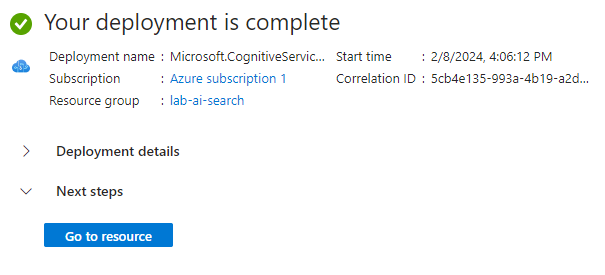 Your deployment is complete
Deployment name : Microsoft.CognitiveServic... Start time : 2/8/2024, 4:06:12 PM
Subscription : Azure subscription 1 Correlation ID : 5cb4e135-993a-4b19-a2d...
Resource group : lab-ai-search
Deployment details
Next steps
Go to resource